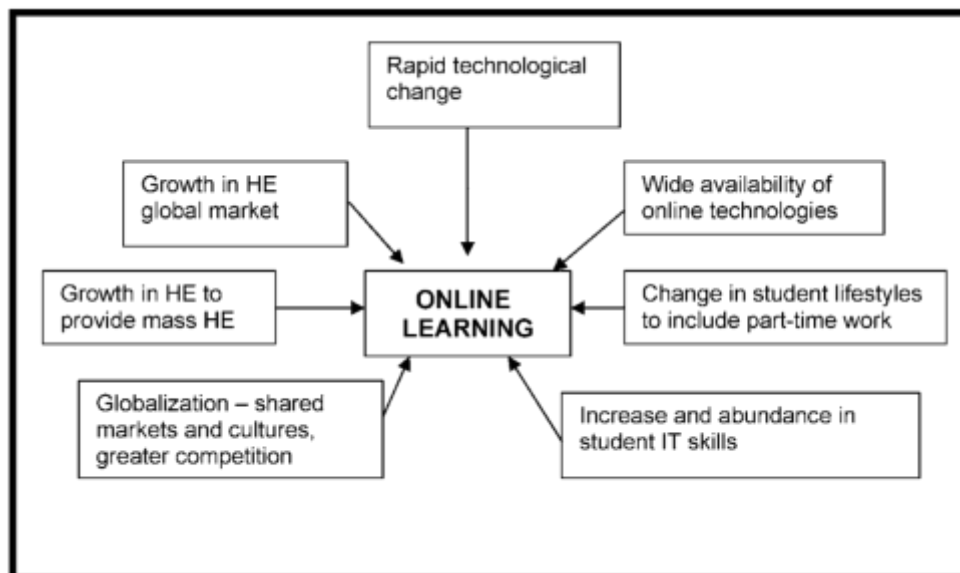 Rapid technological
change
Growth in HE
global market
Wide availability of
online technologies
Growth in HE to
provide mass HE
ONLINE
LEARNING
Change in student lifestyles
to include part-time work
Globalization – shared
markets and cultures,
greater competition
Increase and abundance in
student IT skills